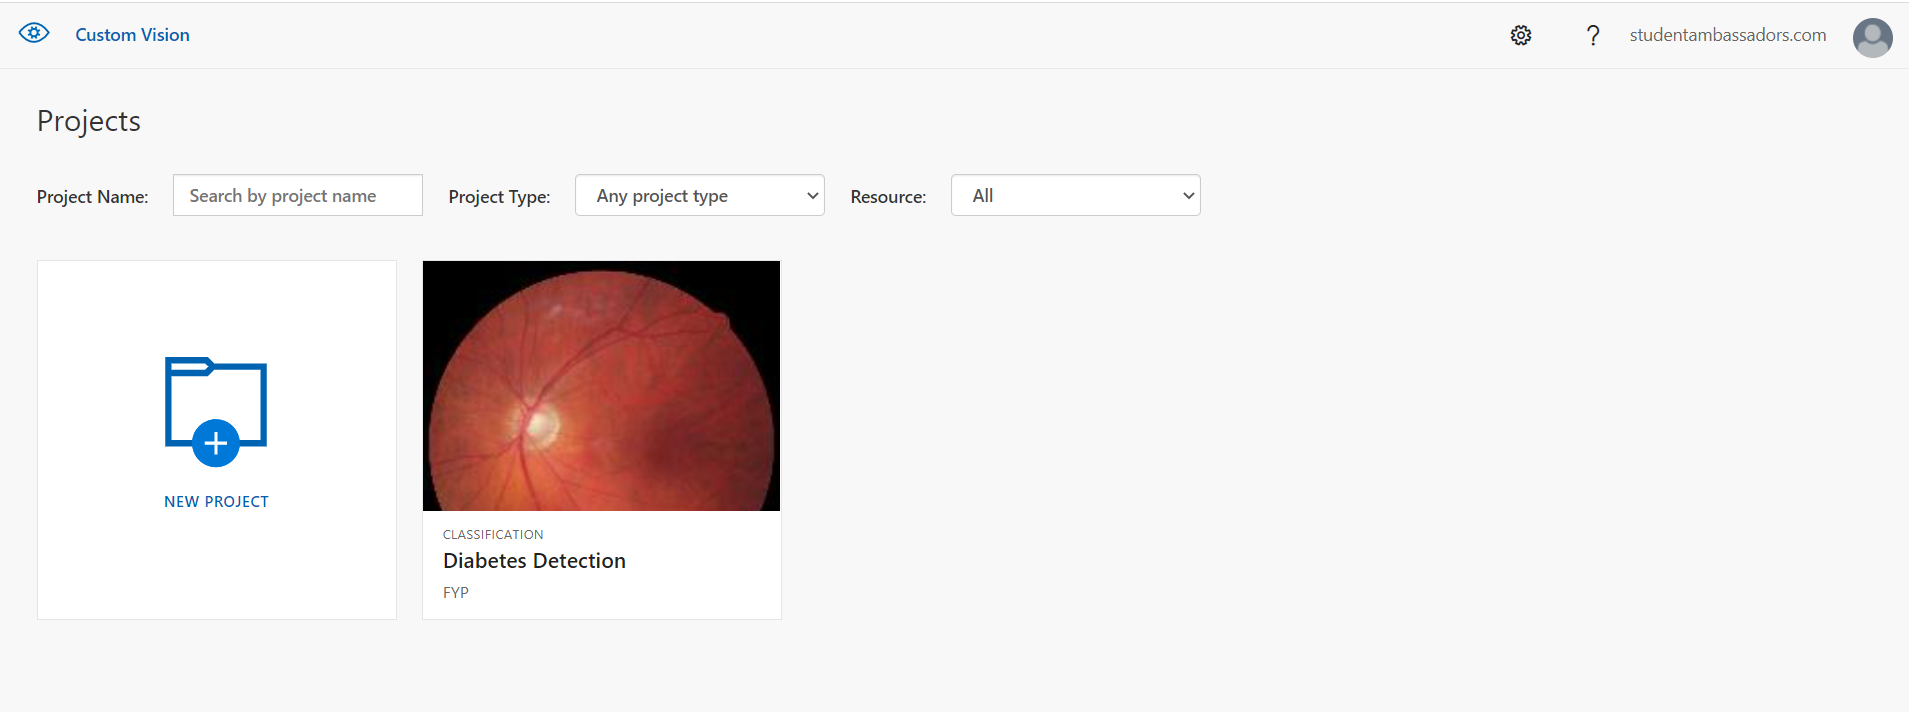 Custom Vision
? studentambassadors.com
Projects
Project Name: Search by project name Project Type: Any project type Resource: All
NEW PROJECT
CLASSIFICATION
Diabetes Detection
FYP